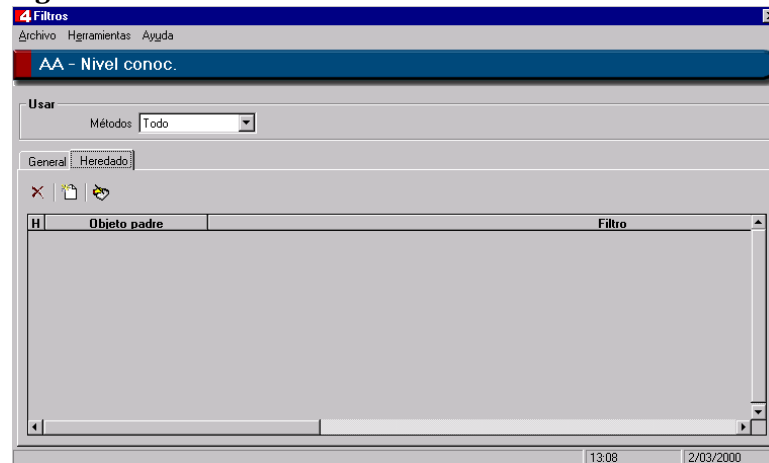 4 Filtros
Archivo Herramientas Ayuda
AA - Nivel conoc.
Usar
Métodos Todo
General Heredado
H Objeto padre Filtro
13:08 2/03/2000